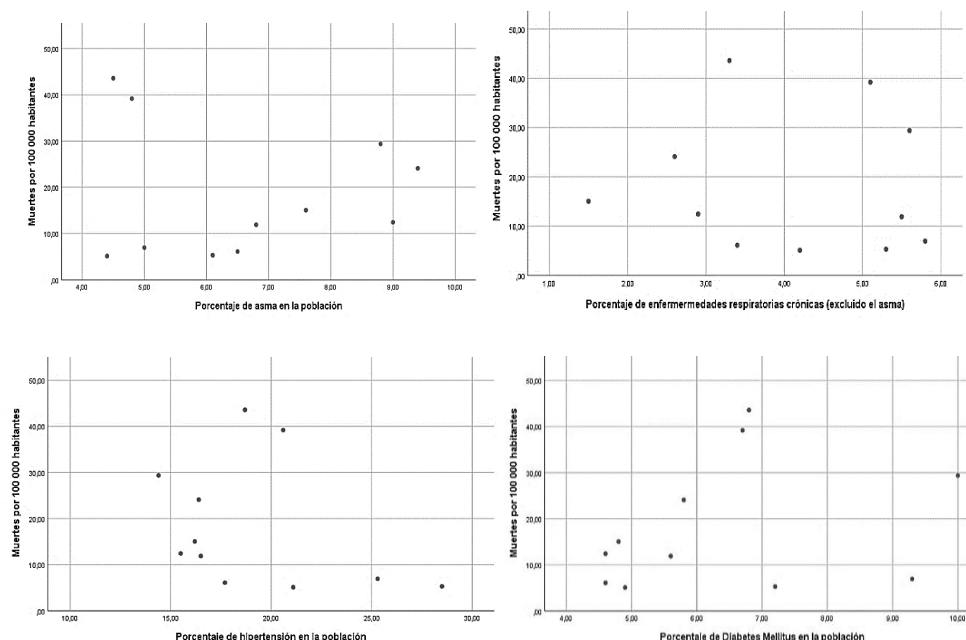 Muertes por 100 000 habitantes
50,00
40,00
30,00
20,00
10,00
,00
4,00 5,00 6,00 7,00 8,00 9,00 10,00
Porcentaje de asma en la población
Muertes por 100 000 habitantes
50,00
40,00
30,00
20,00
10,00
,00
1,00 2,00 3,00 4,00 5,00 6,00
Porcentaje de enfermermedades respiratorias crónicas (excluido el asma)
Muertes por 100 000 habitantes
50,00
40,00
30,00
20,00
10,00
,00
10,00 15,00 20,00 25,00 30,00
Porcentaje de hipertensión en la población
Muertes por 100 000 habitantes
50,00
40,00
30,00
20,00
10,00
,00
4,00 5,00 6,00 7,00 8,00 9,00 10,00
Porcentaje de Diabetes Mellitus en la población